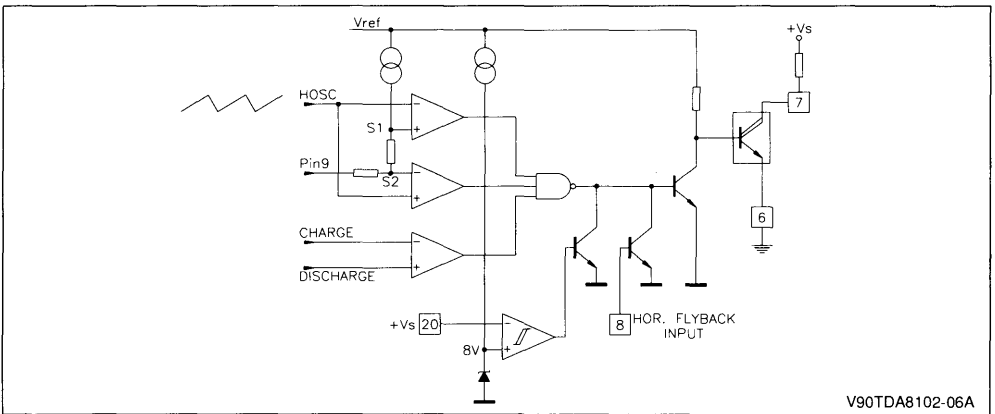 Vref
+Vs
HOSC
7
S1
Pin9
S2
6
CHARGE
DISCHARGE
+Vs 20
8 HOR. FLYBACK
INPUT
8V
V90TDA8102-06A